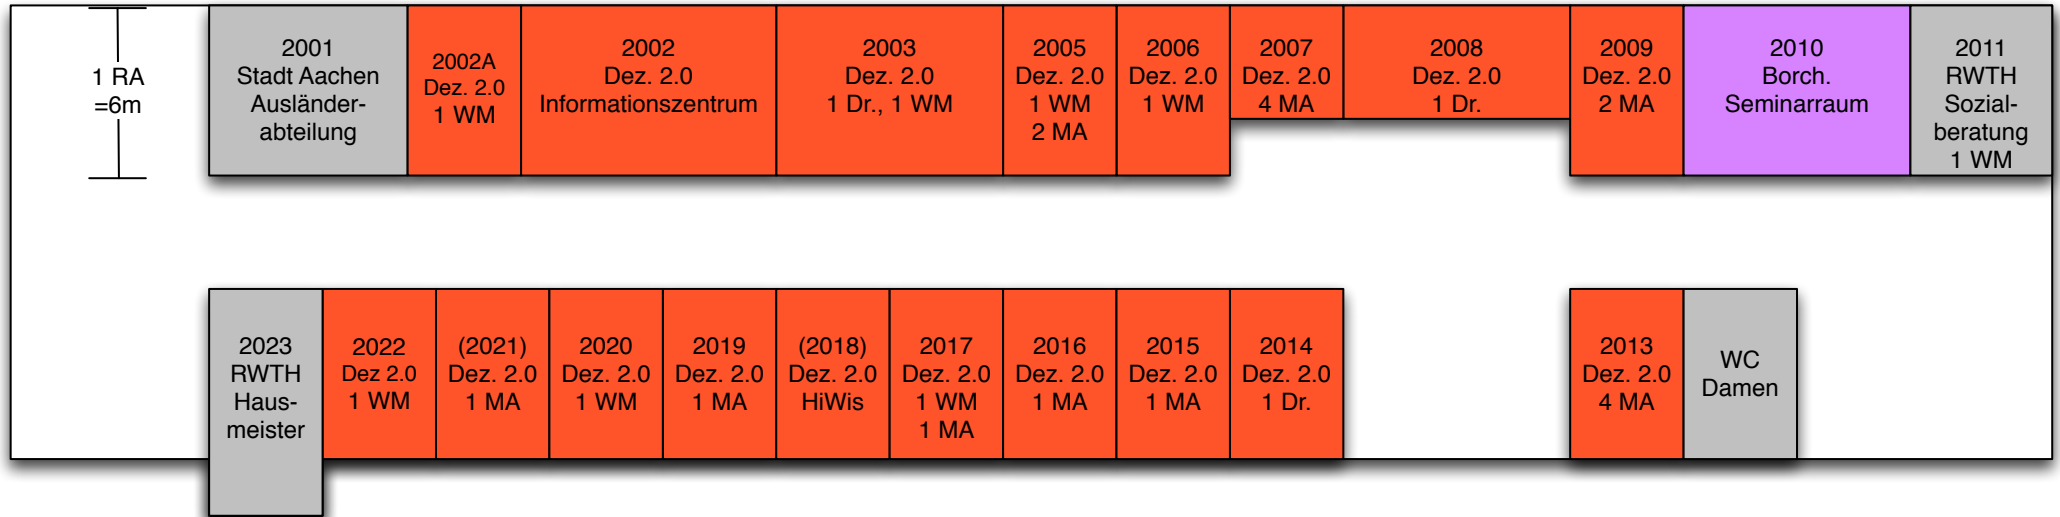 1 RA
=6m
2001
Stadt Aachen
Ausländer-
abteilung
2002A
Dez. 2.0
1 WM
2002
Dez. 2.0
Informationszentrum
2003
Dez. 2.0
1 Dr., 1 WM
2005
Dez. 2.0
1 WM
2 MA
2006
Dez. 2.0
1 WM
2007
Dez. 2.0
4 MA
2008
Dez. 2.0
1 Dr.
2009
Dez. 2.0
2 MA
2010
Borch.
Seminarraum
2011
RWTH
Sozial-
beratung
1 WM
2023
RWTH
Haus-
meister
2022
Dez 2.0
1 WM
(2021)
Dez. 2.0
1 MA
2020
Dez. 2.0
1 WM
2019
Dez. 2.0
1 MA
(2018)
Dez. 2.0
HiWis
2017
Dez. 2.0
1 WM
1 MA
2016
Dez. 2.0
1 MA
2015
Dez. 2.0
1 MA
2014
Dez. 2.0
1 Dr.
2013
Dez. 2.0
4 MA
WC
Damen